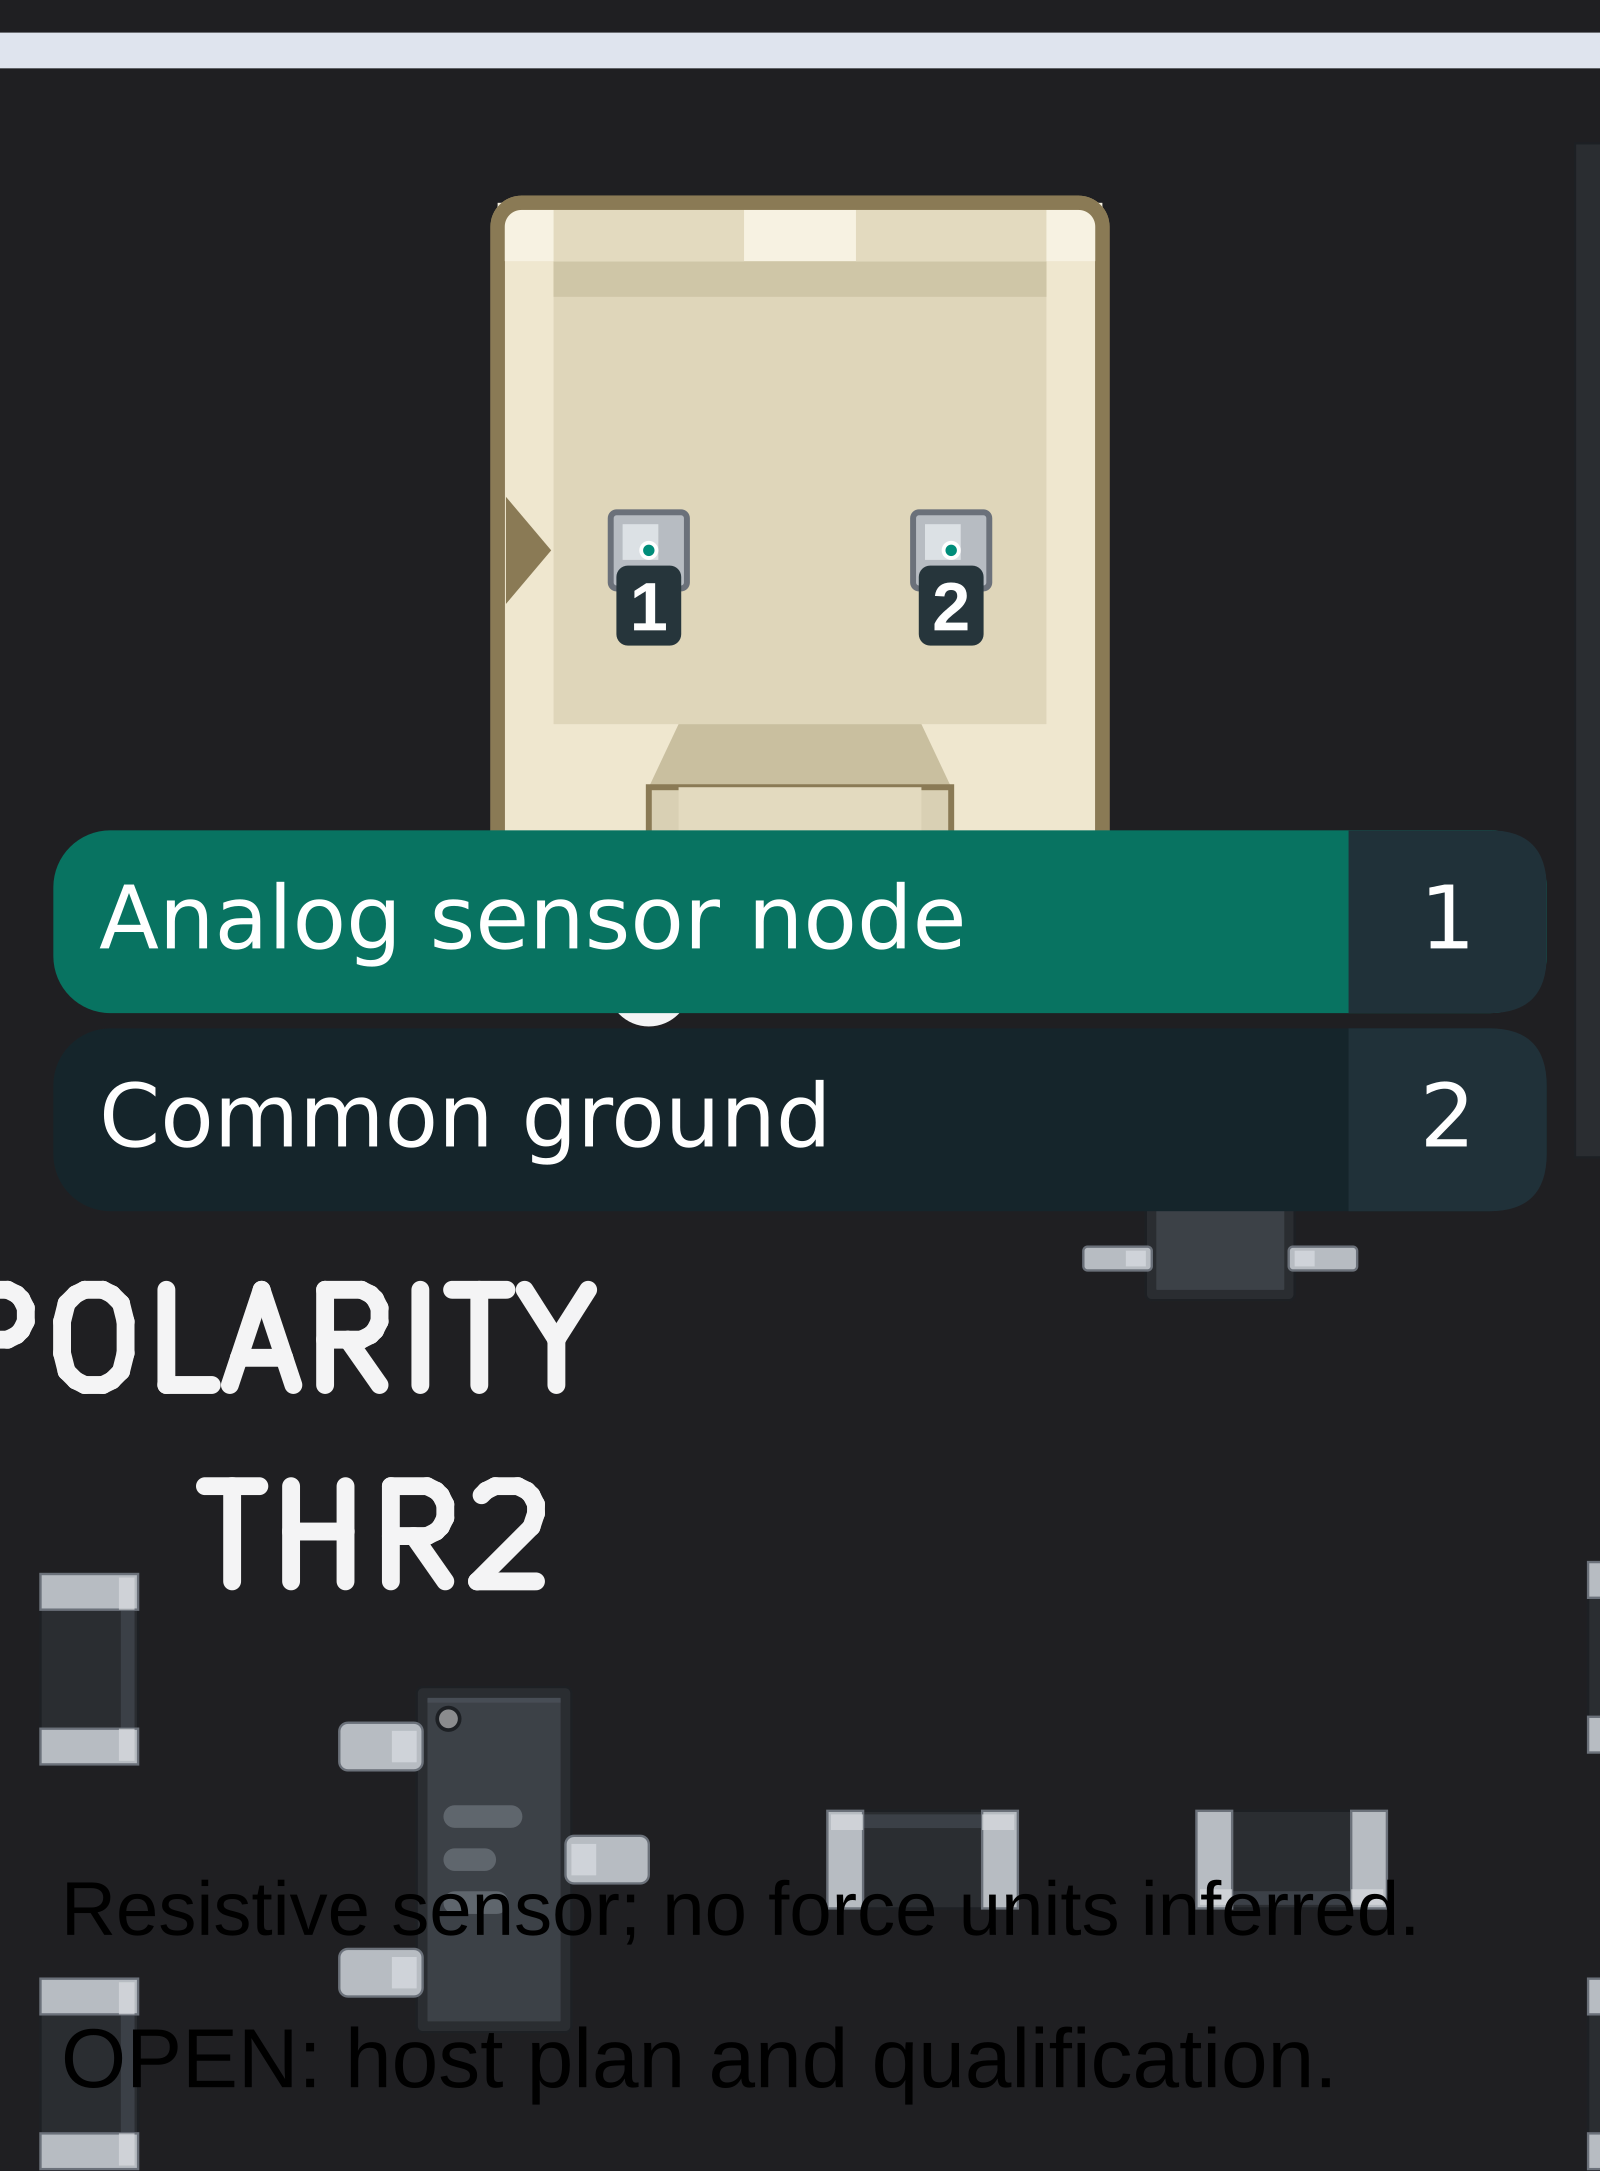 1 2
Analog sensor node 1
Common ground 2
POLARITY
THR2
Resistive sensor; no force units inferred.
OPEN: host plan and qualification.